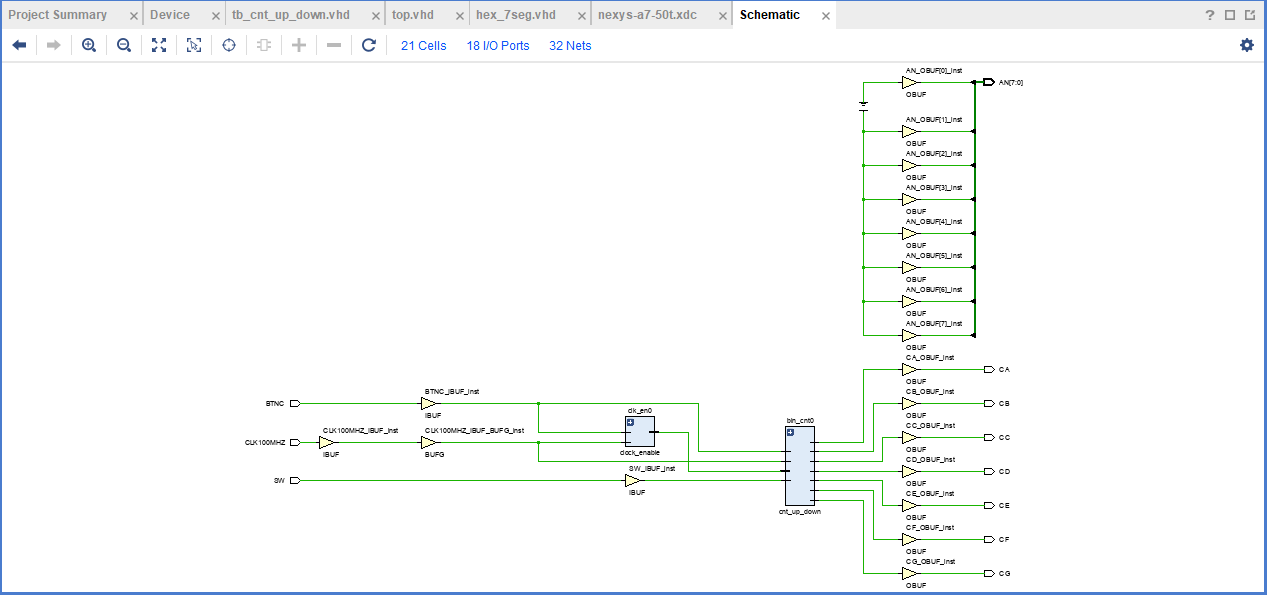 Project Summary × Device × tb_cnt_up_down.vhd × top.vhd × hex_7seg.vhd × nexys-a7-50t.xdc × Schematic ×
21 Cells 18 I/O Ports 32 Nets
AN_OBUF[0]_inst
AN[7:0]
OBUF
AN_OBUF[1]_inst
OBUF
AN_OBUF[2]_inst
OBUF
AN_OBUF[3]_inst
OBUF
AN_OBUF[4]_inst
OBUF
AN_OBUF[5]_inst
OBUF
AN_OBUF[6]_inst
OBUF
AN_OBUF[7]_inst
OBUF
CA_OBUF_inst
CA
OBUF
CB_OBUF_inst
CB
OBUF
CC_OBUF_inst
CC
OBUF
CD_OBUF_inst
CD
OBUF
CE_OBUF_inst
CE
OBUF
CF_OBUF_inst
CF
OBUF
CG_OBUF_inst
CG
OBUF
BTNC_IBUF_inst
BTNC
IBUF
CLK100MHZ_IBUF_inst
CLK100MHZ
IBUF
CLK100MHZ_IBUF_BUFG_inst
BUFG
clk_en0
clock_enable
SW_IBUF_inst
SW
IBUF
bin_cnt0
cnt_up_down